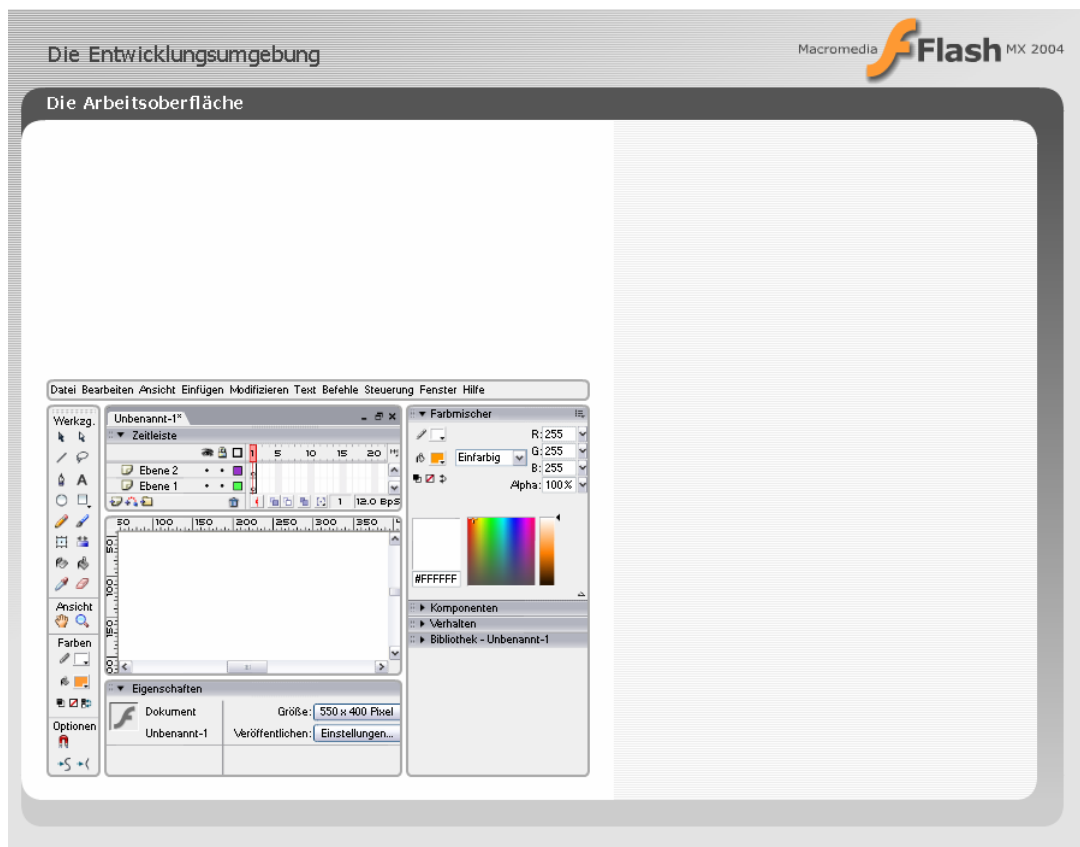 Die Entwicklungsumgebung
Macromedia Flash MX 2004
Die Arbeitsoberfläche
Datei Bearbeiten Ansicht Einfügen Modifizieren Text Befehle Steuerung Fenster Hilfe
Werkzg.
A
Ansicht
Farben
Optionen
Unbenannt-1*
Zeitleiste
1 5 10 15 20
Ebene 2
Ebene 1
1 12.0 BpS
50 100 150 200 250 300 350
50
100
150
Eigenschaften
Dokument
Größe: 550 x 400 Pixel
Unbenannt-1
Veröffentlichen: Einstellungen...
Farbmischer
R: 255
Einfarbig
G: 255
B: 255
Alpha: 100%
#FFFFFF
Komponenten
Verhalten
Bibliothek - Unbenannt-1